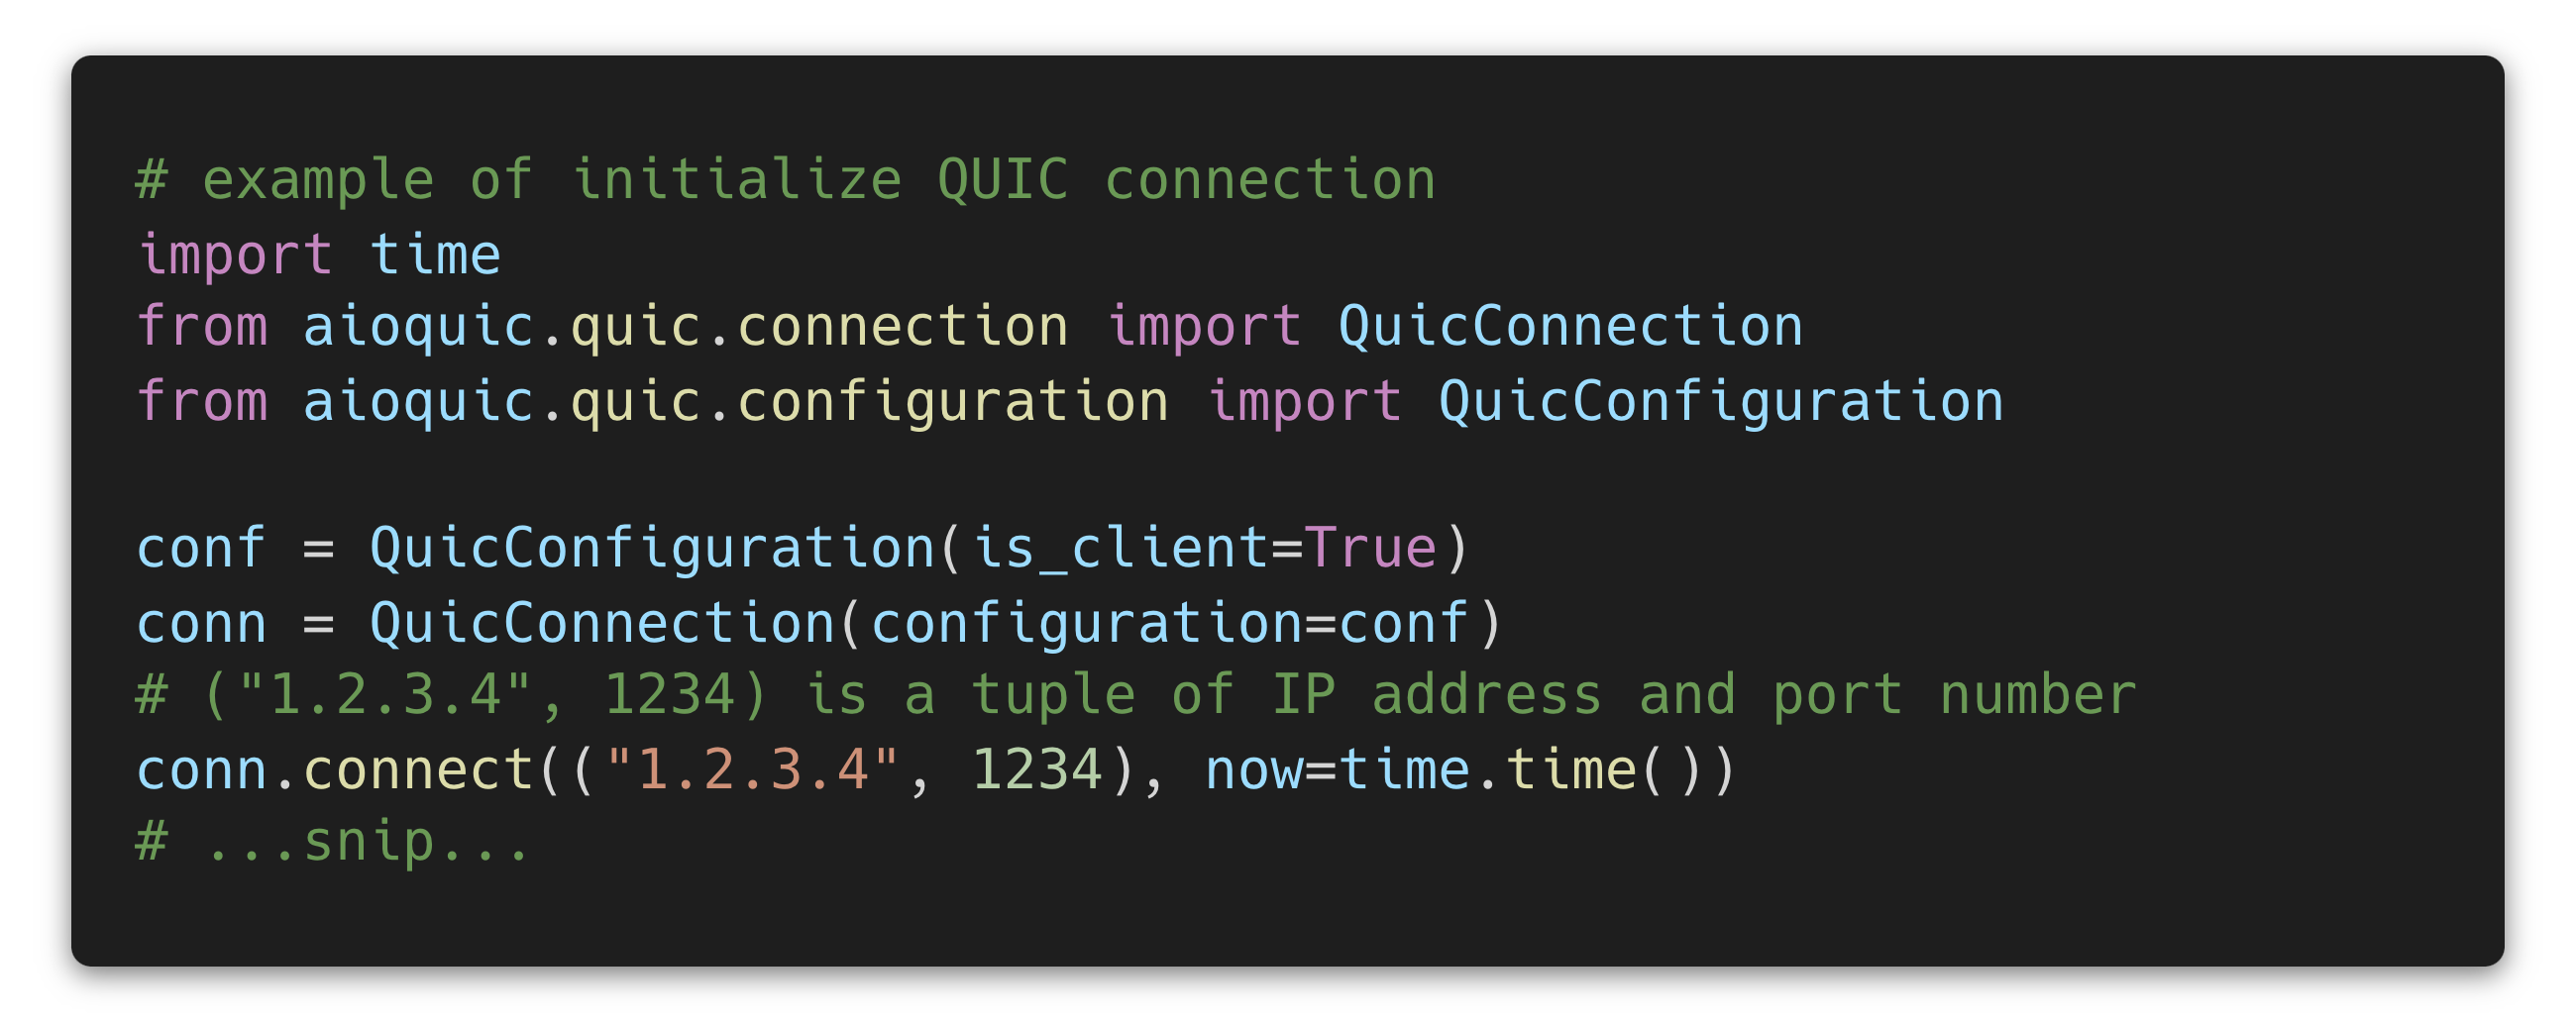 # example of initialize QUIC connection
import time
from aioquic.quic.connection import QuicConnection
from aioquic.quic.configuration import QuicConfiguration
conf = QuicConfiguration(is_client=True)
conn = QuicConnection(configuration=conf)
# ("1.2.3.4", 1234) is a tuple of IP address and port number
conn.connect(("1.2.3.4", 1234), now=time.time())
# ...snip...